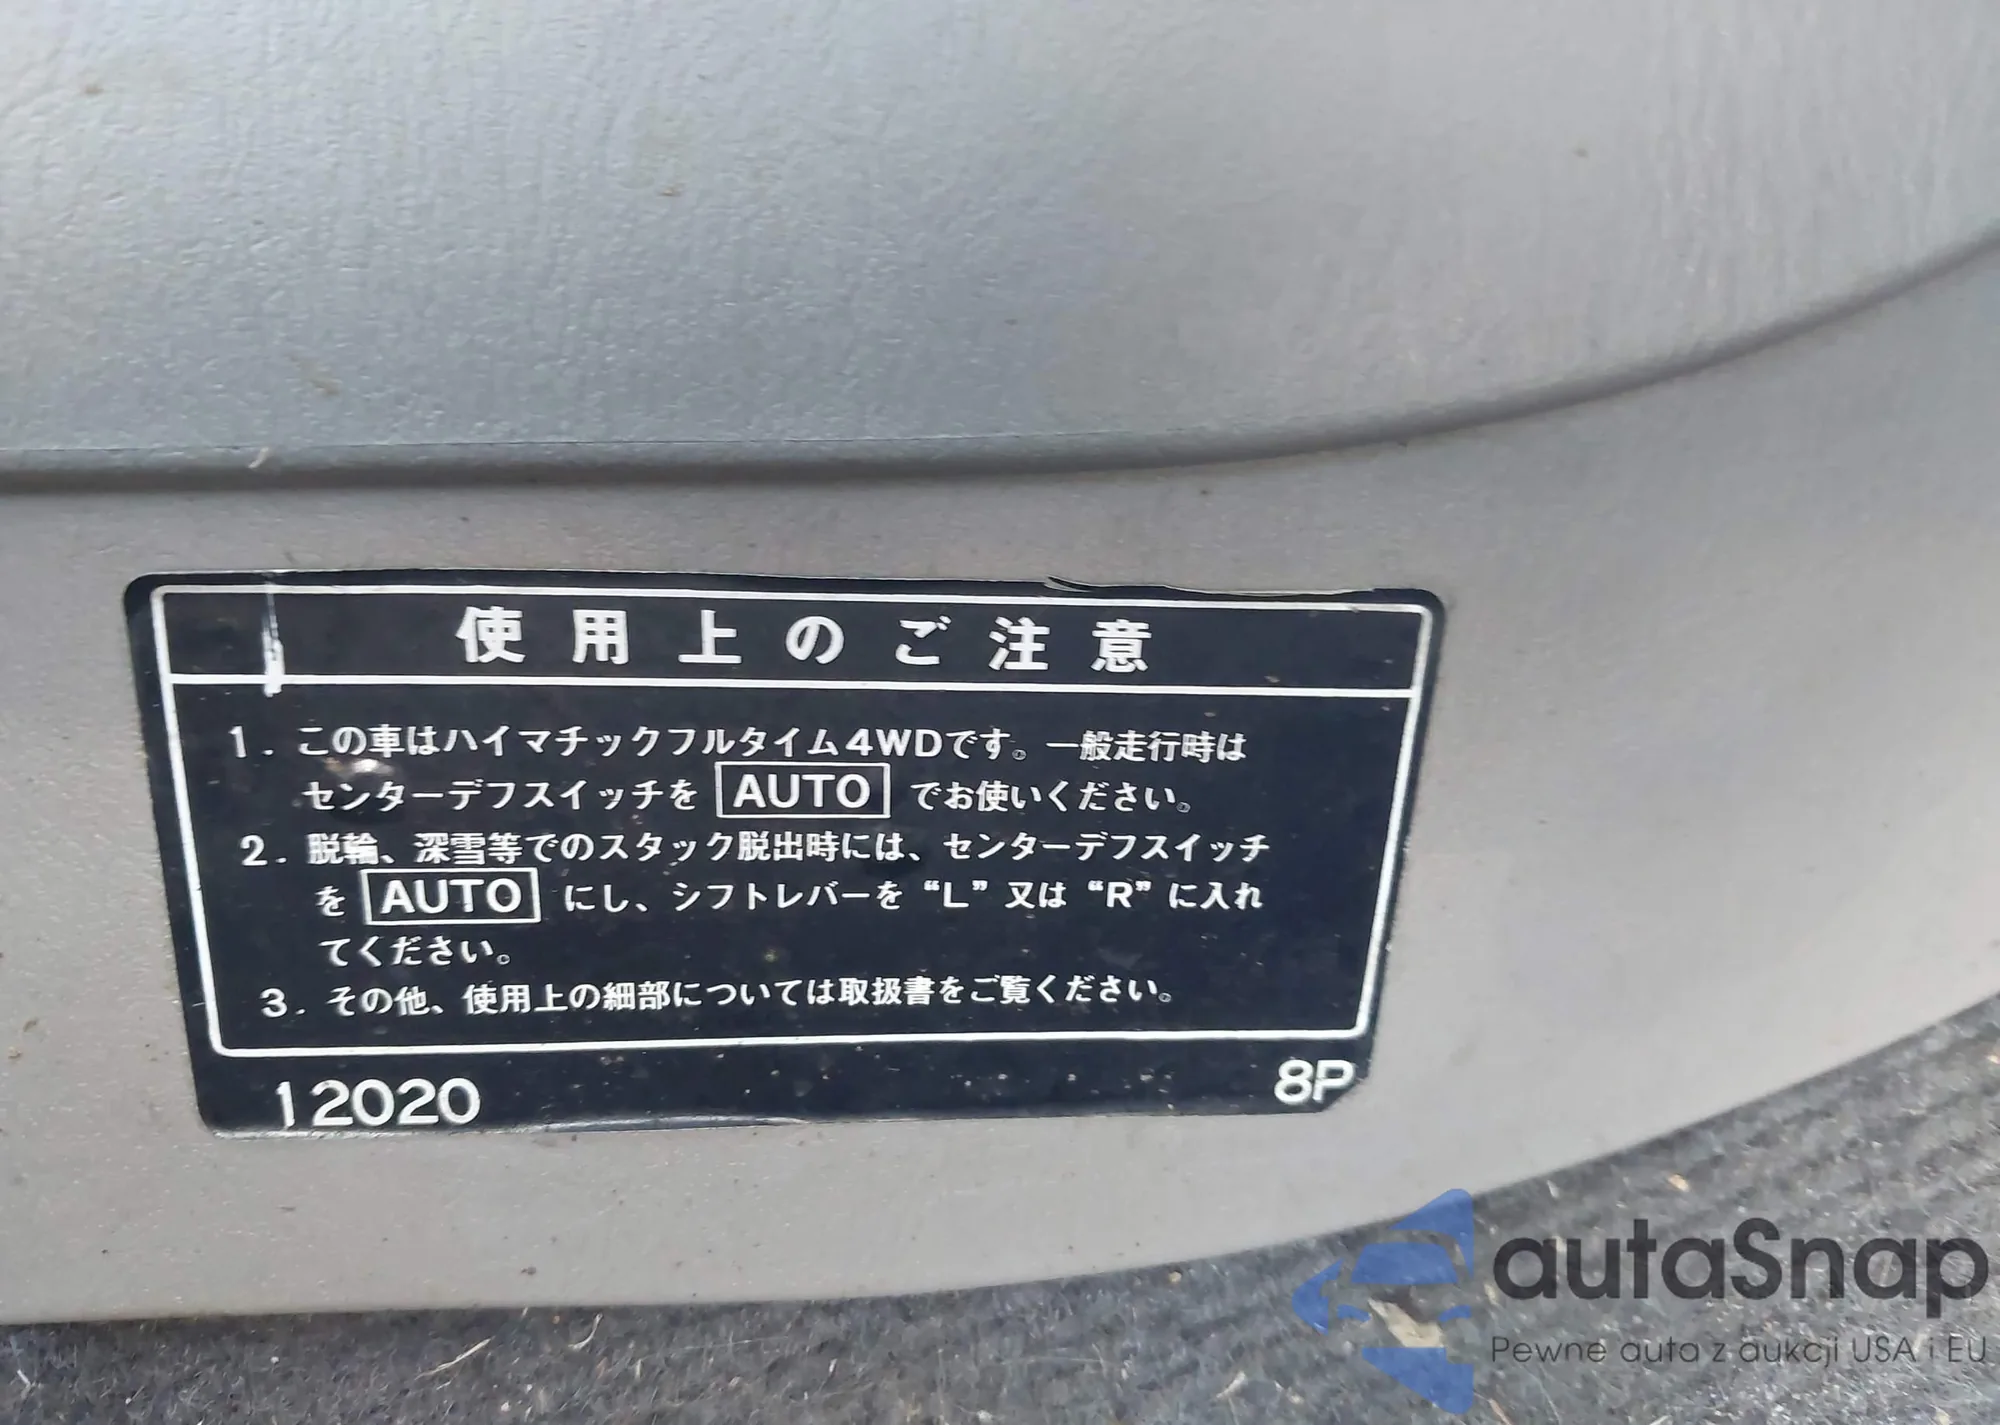 使用上のご注意
1. この車はハイマチックフルタイム4WDです。一般走行時は
センターデフスイッチを AUTO でお使いください。
2. 脱輪、深雪等でのスタック脱出時には、センターデフスイッチ
を AUTO にし、シフトレバーを“L”又は“R”に入れ
てください。
3. その他、使用上の細部については取扱書をご覧ください。
12020 8P
autaSnap
Pewne auta z aukcji USA i EU